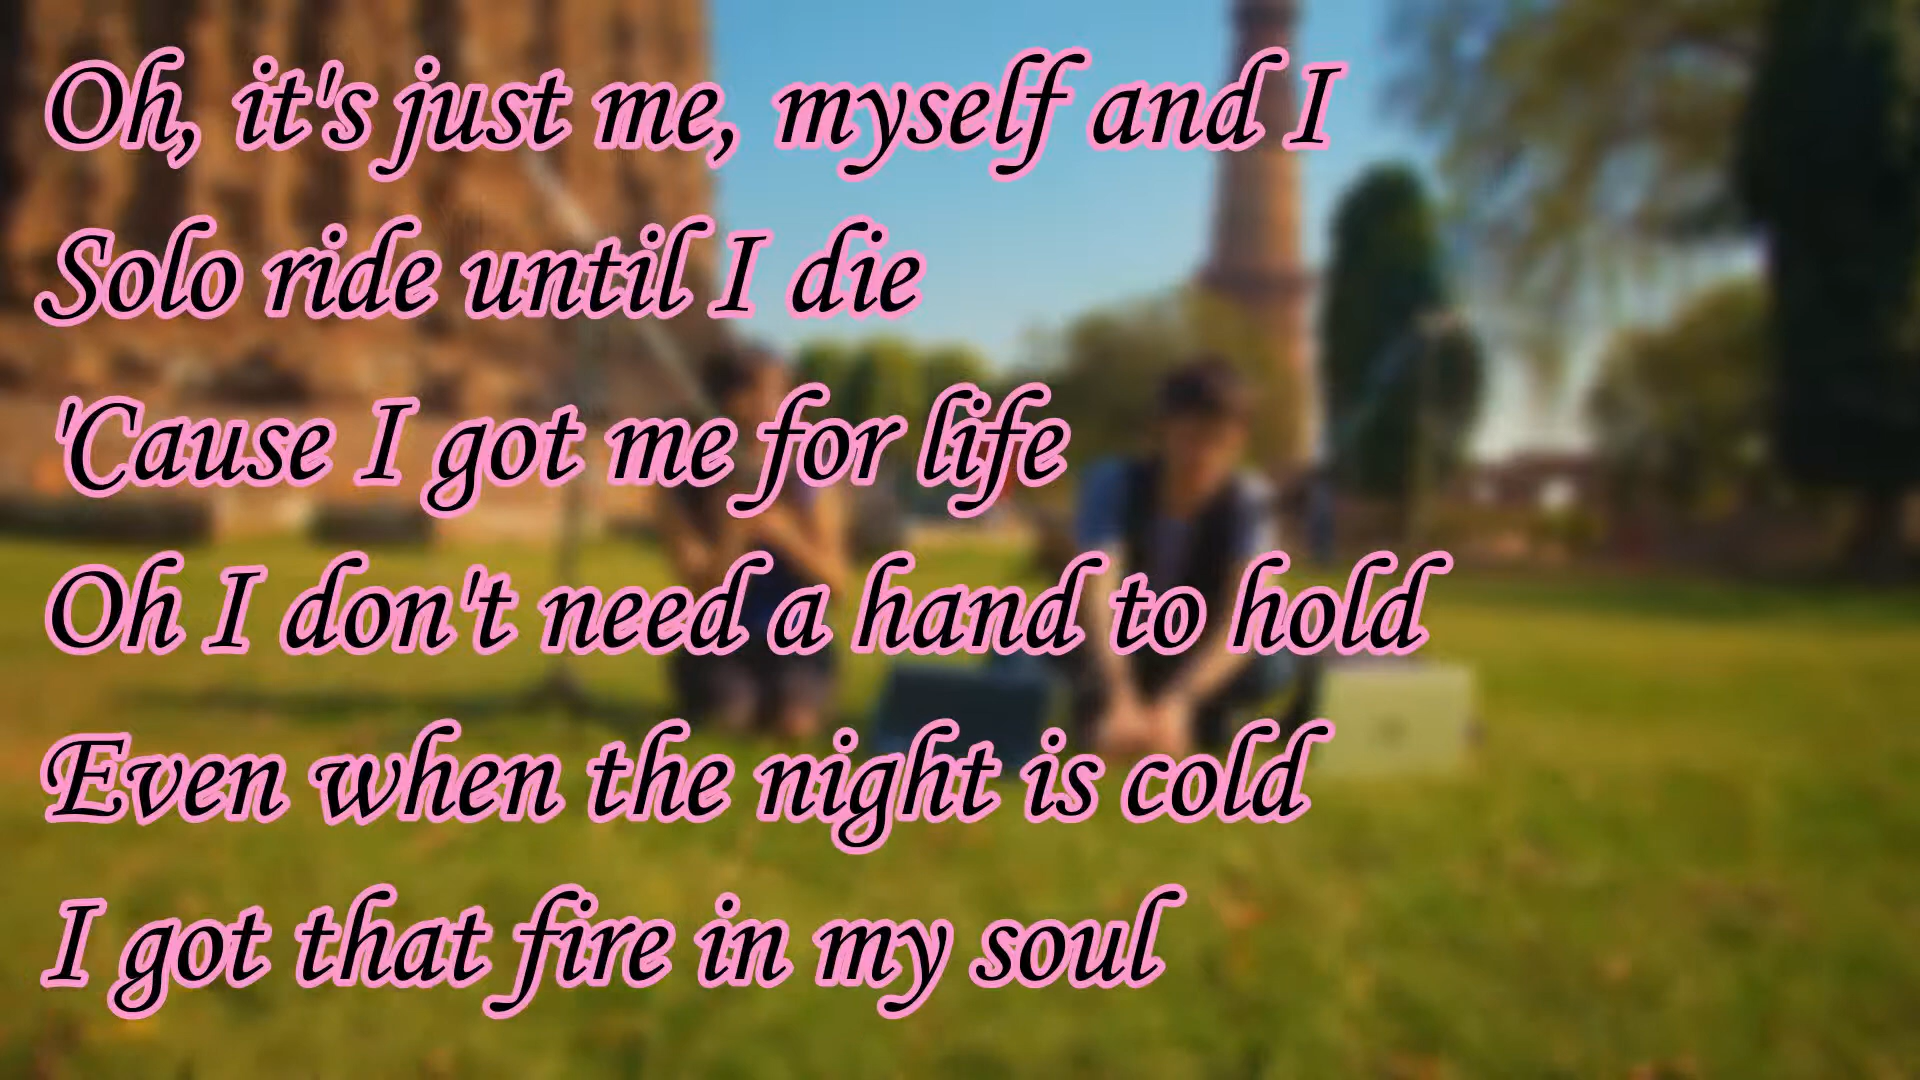 Oh, it's just me, myself and I
Solo ride until I die
'Cause I got me for life
Oh I don't need a hand to hold
Even when the night is cold
I got that fire in my soul